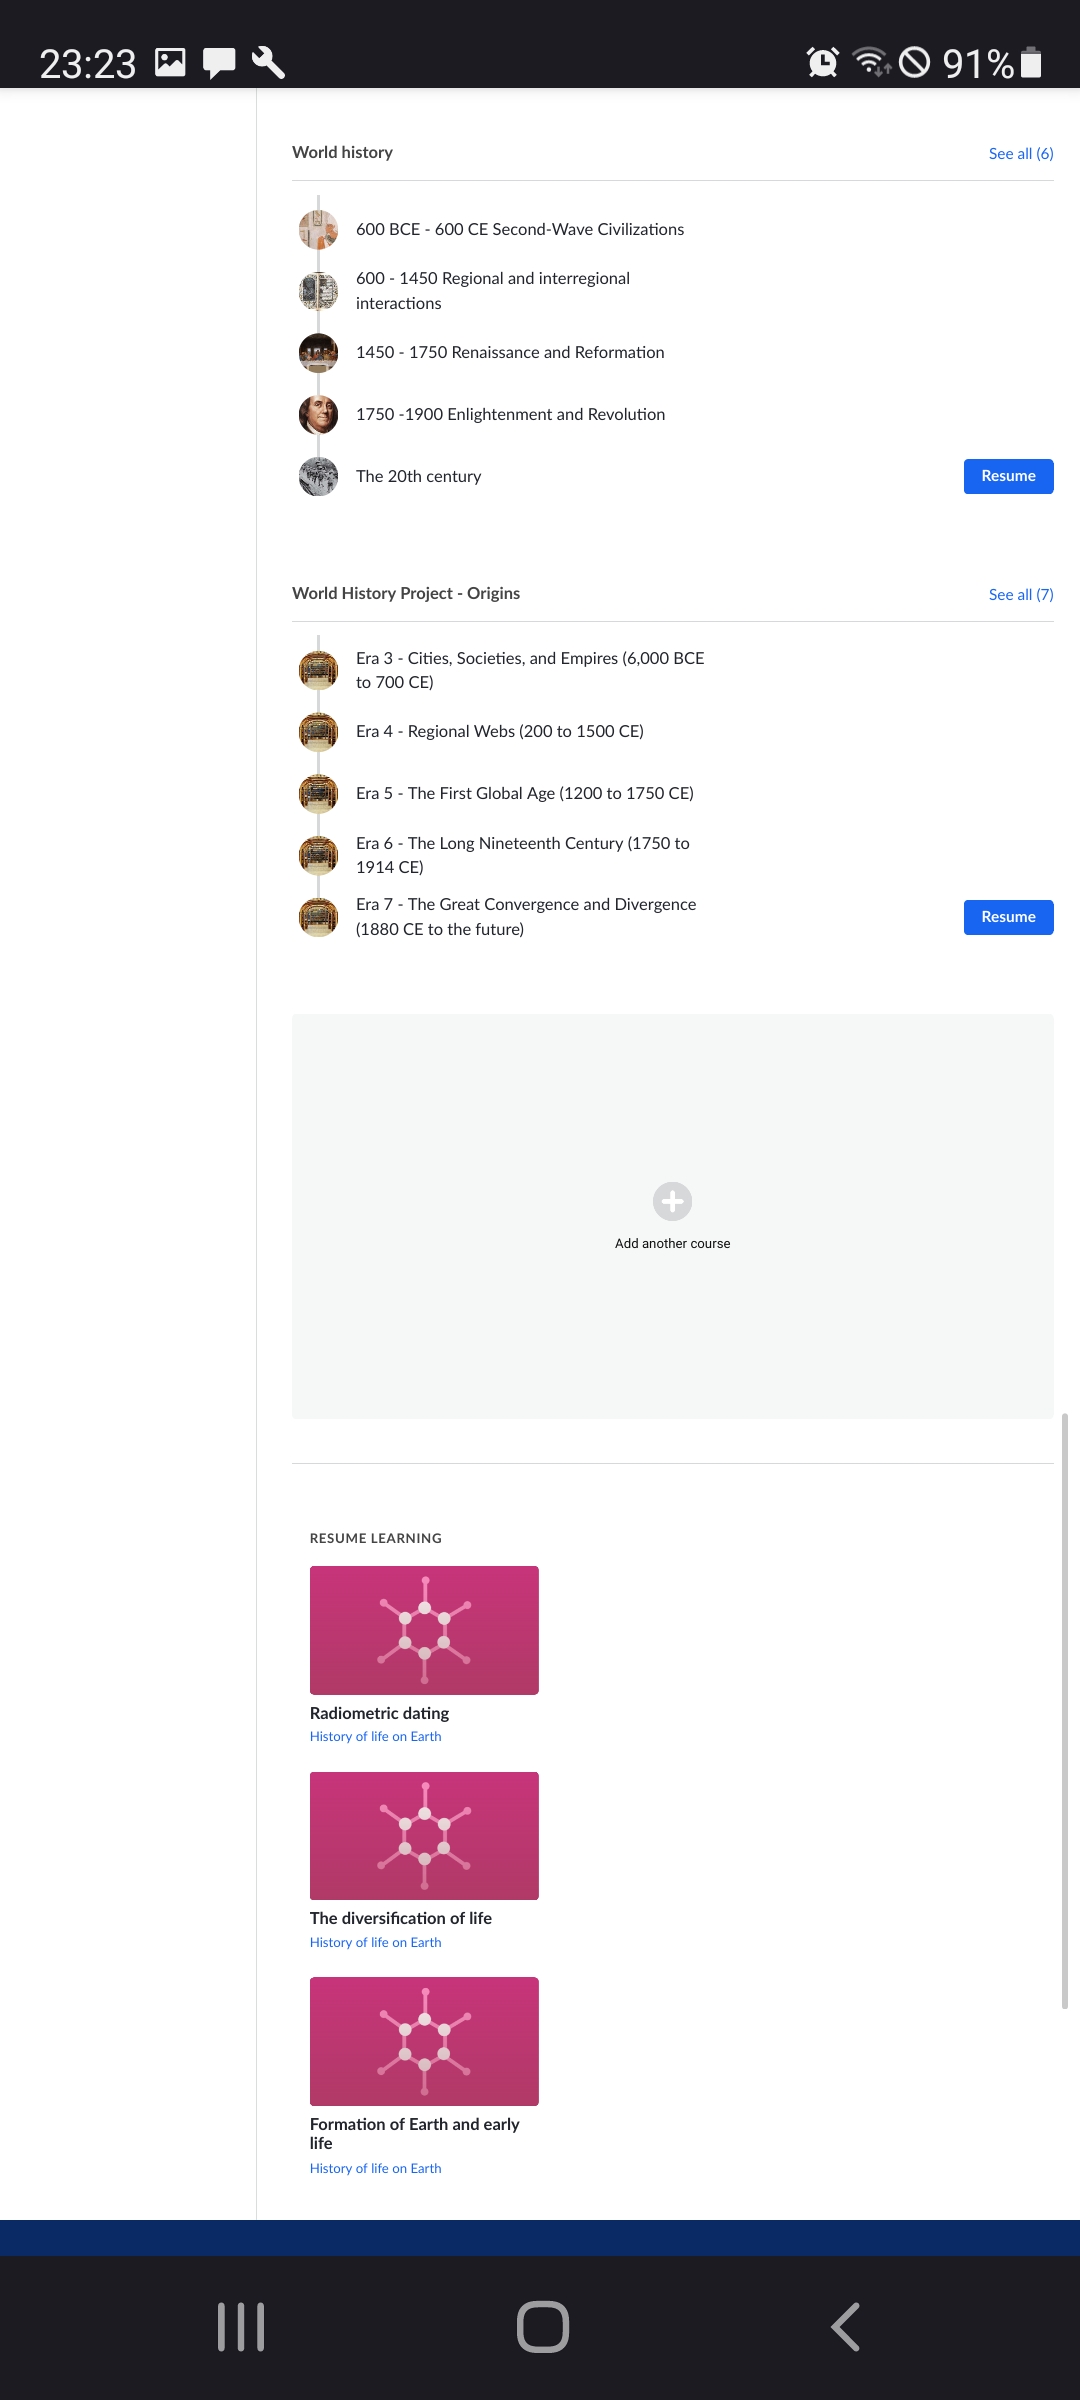 23:23
91%
World history
See all (6)
600 BCE - 600 CE Second-Wave Civilizations
600 - 1450 Regional and interregional
interactions
1450 - 1750 Renaissance and Reformation
1750 -1900 Enlightenment and Revolution
The 20th century
Resume
World History Project - Origins
See all (7)
Era 3 - Cities, Societies, and Empires (6,000 BCE
to 700 CE)
Era 4 - Regional Webs (200 to 1500 CE)
Era 5 - The First Global Age (1200 to 1750 CE)
Era 6 - The Long Nineteenth Century (1750 to
1914 CE)
Era 7 - The Great Convergence and Divergence
(1880 CE to the future)
Resume
Add another course
RESUME LEARNING
Radiometric dating
History of life on Earth
The diversification of life
History of life on Earth
Formation of Earth and early
life
History of life on Earth